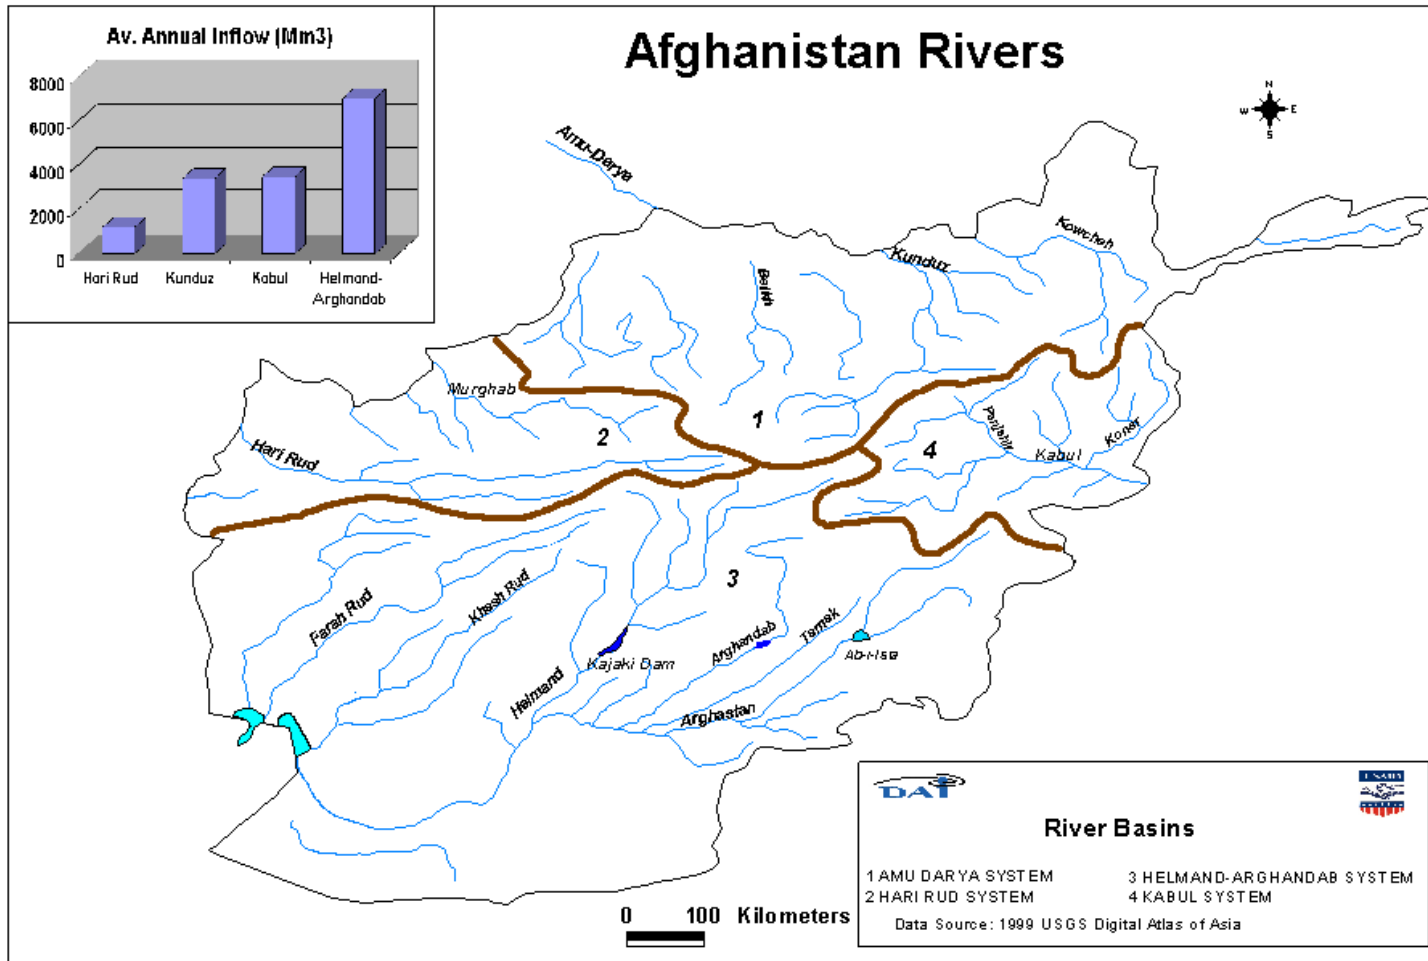 Av. Annual Inflow (Mm3)
8000
6000
4000
2000
0
Hari Rud
Kunduz
Kabul
Helmand-
Arghandab
Afghanistan Rivers
N
W
E
S
Amu-Darya
Kowcheh
Kunduz
Balkh
Murghab
1
2
Hari Rud
4
Panjshir
Kabul
Konar
3
Farah Rud
Khash Rud
Arghandab
Tarnak
Kajaki Dam
Ab-i-Isa
Helmand
Arghastan
DAI
USAID
River Basins
1 AMU DARYA SYSTEM
3 HELMAND-ARGHANDAB SYSTEM
2 HARI RUD SYSTEM
4 KABUL SYSTEM
Data Source: 1999 USGS Digital Atlas of Asia
0 100 Kilometers